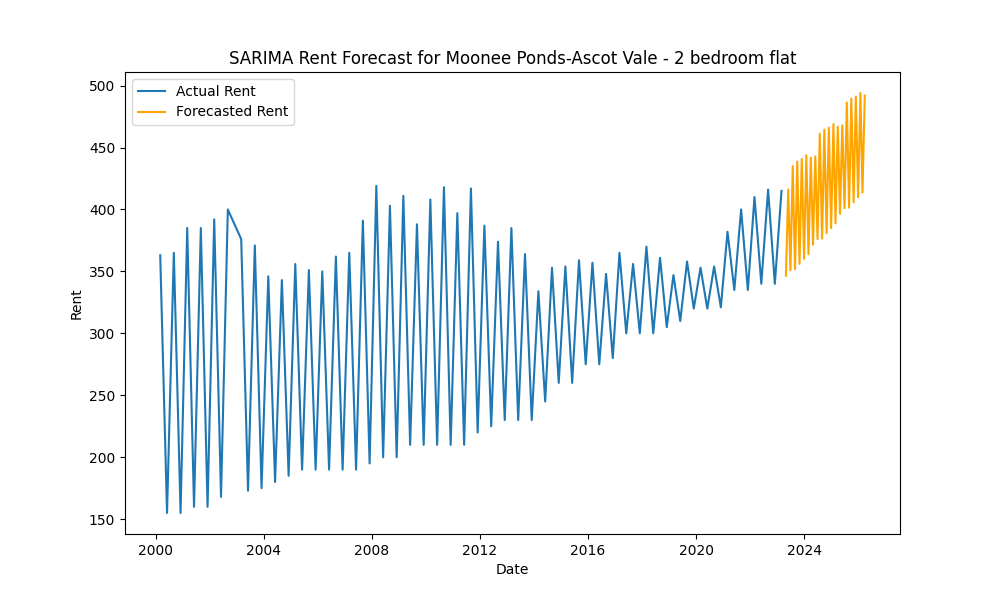 SARIMA Rent Forecast for Moonee Ponds-Ascot Vale - 2 bedroom flat
Actual Rent
Forecasted Rent
500
450
400
350
300
250
200
150
Rent
2000 2004 2008 2012 2016 2020 2024
Date